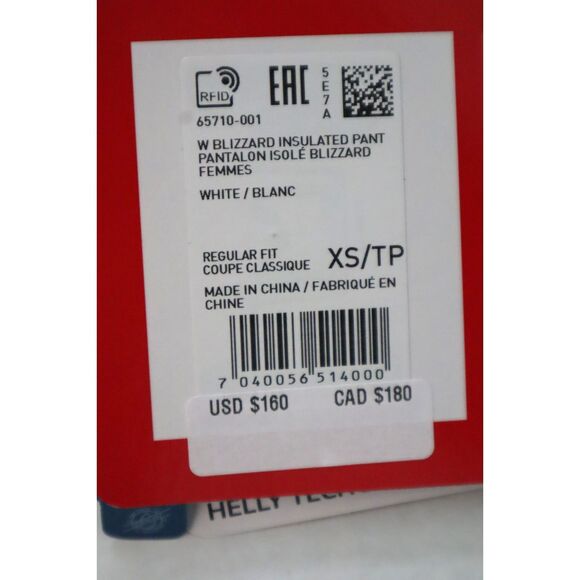 RFID
EAC
5E7A
65710-001
W BLIZZARD INSULATED PANT
PANTALON ISOLÉ BLIZZARD
FEMMES
WHITE / BLANC
REGULAR FIT
COUPE CLASSIQUE
XS/TP
MADE IN CHINA / FABRIQUÉ EN
CHINE
7 040056 514000
USD $160 CAD $180
HELLY TECH